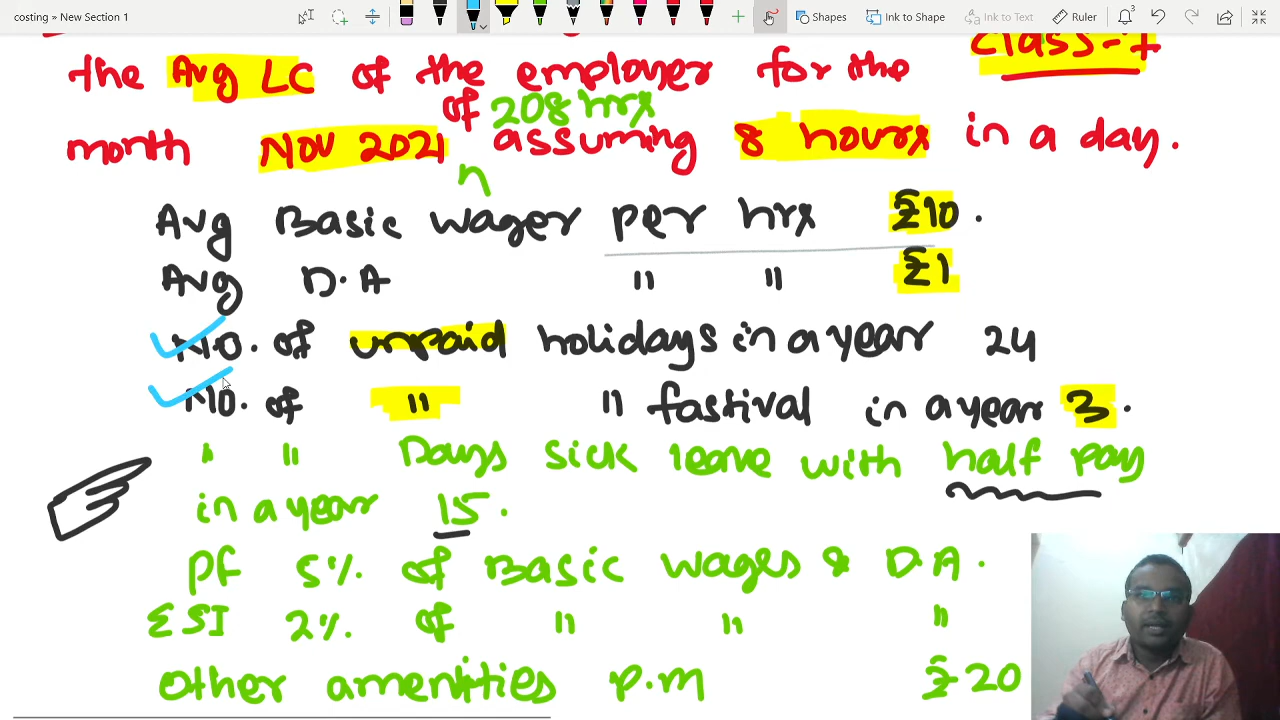 costing » New Section 1
Shapes Ink to Shape Ink to Text Ruler
class-7
the Avg LC of the employer for the
of 208 hrs
month Nov 2021 assuming 8 hours in a day.
n
Avg Basic wager per hrs ₹10.
Avg D.A " " ₹1
No. of unpaid holidays in a year 24
No. of " " fastival in a year 3.
" " Days sick leave with half pay
in a year 15.
pf 5% of Basic wages & D.A.
ESI 2% of " " "
other amenities p.m ₹20